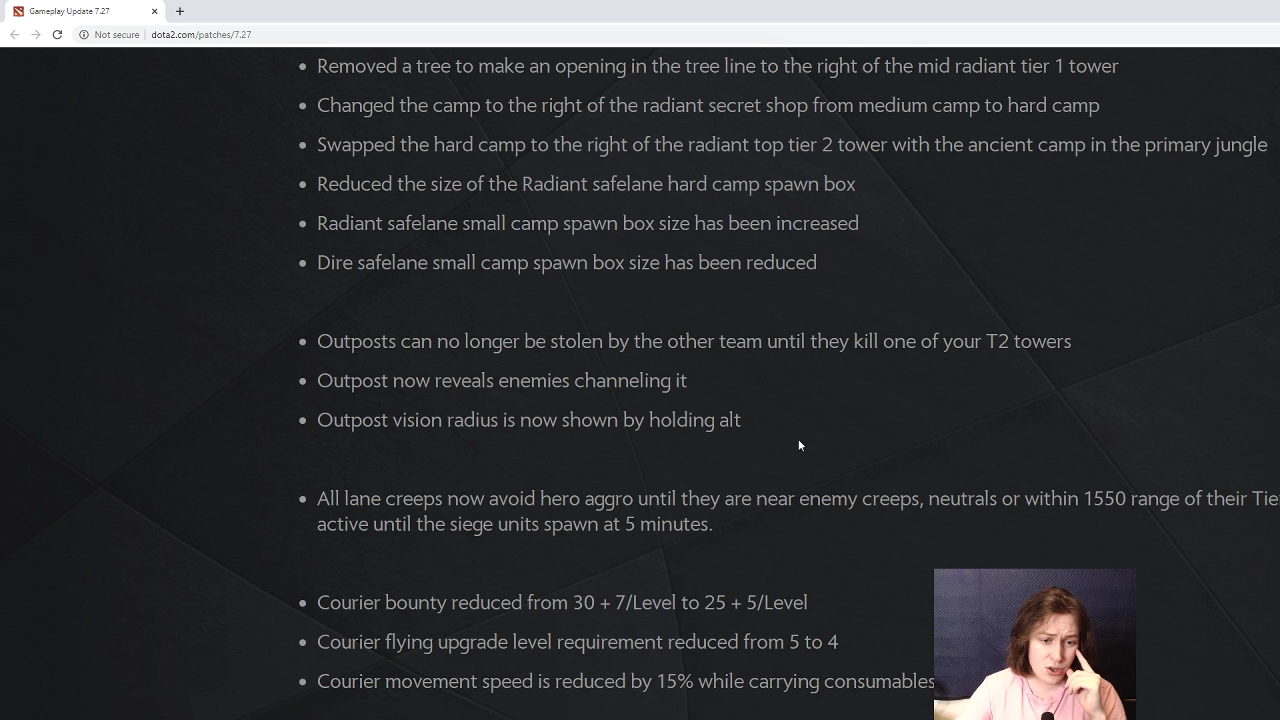 Gameplay Update 7.27
Not secure
dota2.com/patches/7.27
Removed a tree to make an opening in the tree line to the right of the mid radiant tier 1 tower
Changed the camp to the right of the radiant secret shop from medium camp to hard camp
Swapped the hard camp to the right of the radiant top tier 2 tower with the ancient camp in the primary jungle
Reduced the size of the Radiant safelane hard camp spawn box
Radiant safelane small camp spawn box size has been increased
Dire safelane small camp spawn box size has been reduced
Outposts can no longer be stolen by the other team until they kill one of your T2 towers
Outpost now reveals enemies channeling it
Outpost vision radius is now shown by holding alt
All lane creeps now avoid hero aggro until they are near enemy creeps, neutrals or within 1550 range of their Tie
active until the siege units spawn at 5 minutes.
Courier bounty reduced from 30 + 7/Level to 25 + 5/Level
Courier flying upgrade level requirement reduced from 5 to 4
Courier movement speed is reduced by 15% while carrying consumables